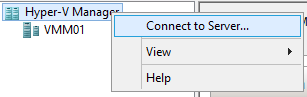 Hyper-V Manager
VMM01
Connect to Server...
View
Help